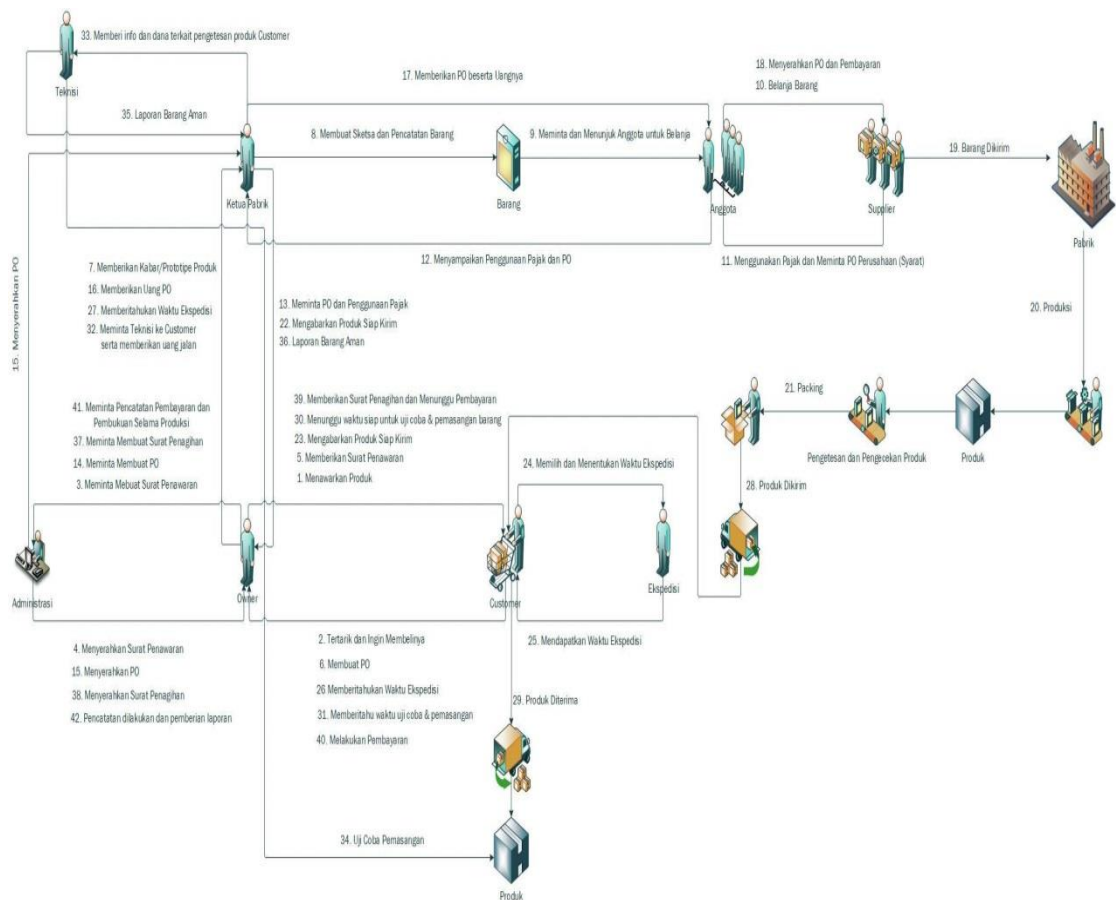 33. Memberi info dana terkait pengetesan produk Customer
Teknisi
35. Laporan Barang Aman
17. Memberikan PO beserta Uangnya
18. Menyerahkan PO dan Pembayaran
10. Belanja Barang
8. Membuat Sketsa dan Pencatatan Barang
9. Meminta dan Menunjuk Anggota untuk Belanja
19. Barang Dikirim
Ketua Pabrik
Barang
Anggota
Supplier
Pabrik
12. Menyampaikan Penggunaan Pajak dan PO
11. Menggunakan Pajak dan Meminta PO Perusahaan (Syarat)
15. Menyerahkan PO
7. Memberikan Kabar/Prototipe Produk
16. Memberikan Uang PO
27. Memberitahukan Waktu Ekspedisi
32. Meminta Teknisi ke Customer
serta memberikan uang jalan
13. Meminta PO dan Penggunaan Pajak
22. Mengabarkan Produk Siap Kirim
36. Laporan Barang Aman
20. Produksi
41. Meminta Pencatatan Pembayaran dan
Pembukuan Selama Produksi
37. Meminta Membuat Surat Penagihan
14. Meminta Membuat PO
3. Meminta Mebuat Surat Penawaran
39. Memberikan Surat Penagihan dan Menunggu Pembayaran
30. Menunggu waktu siap untuk uji coba & pemasangan barang
23. Mengabarkan Produk Siap Kirim
5. Memberikan Surat Penawaran
1. Menawarkan Produk
24. Memilih dan Menentukan Waktu Ekspedisi
21. Packing
Pengetesan dan Pengecekan Produk
Produk
28. Produk Dikirim
Administrasi
Owner
Customer
Ekspedisi
4. Menyerahkan Surat Penawaran
15. Menyerahkan PO
38. Menyerahkan Surat Penagihan
42. Pencatatan dilakukan dan pemberian laporan
2. Tertarik dan Ingin Membelinya
6. Membuat PO
26 Memberitahukan Waktu Ekspedisi
31. Memberitahu waktu uji coba & pemasangan
40. Melakukan Pembayaran
25. Mendapatkan Waktu Ekspedisi
29. Produk Diterima
34. Uji Coba Pemasangan
Produk